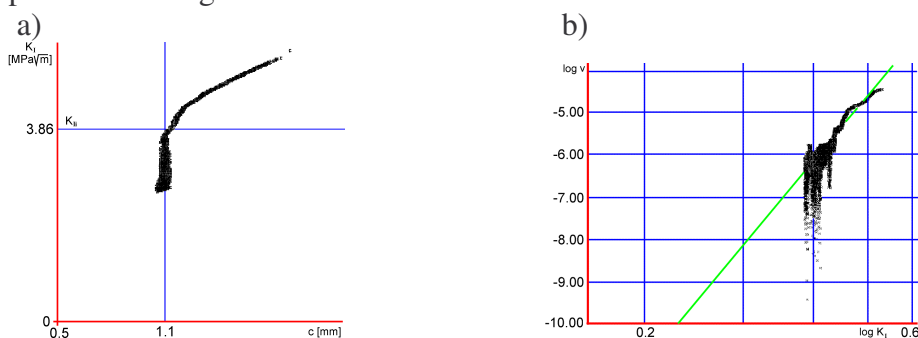 a)
b)
K_I
[MPa√m]
K_Ii
3.86
0
0.5
1.1
c [mm]
log v
-5.00
-6.00
-7.00
-8.00
-9.00
-10.00
0.2
log K_I
0.6